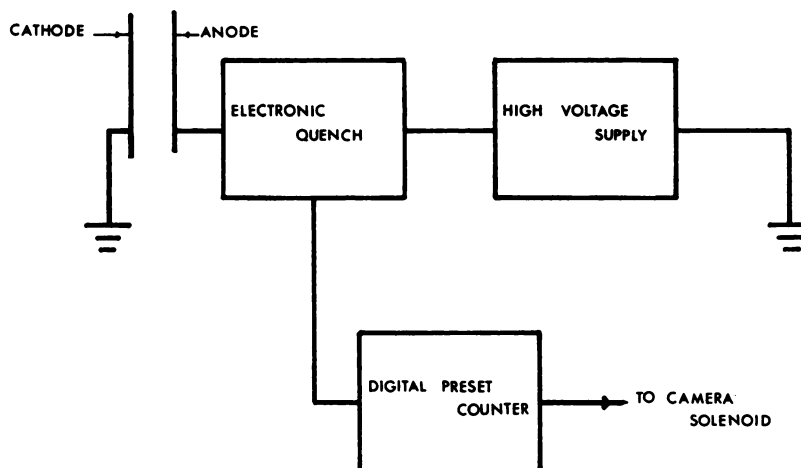 CATHODE
ANODE
ELECTRONIC
QUENCH
HIGH VOLTAGE
SUPPLY
DIGITAL PRESET
COUNTER
TO CAMERA
SOLENOID